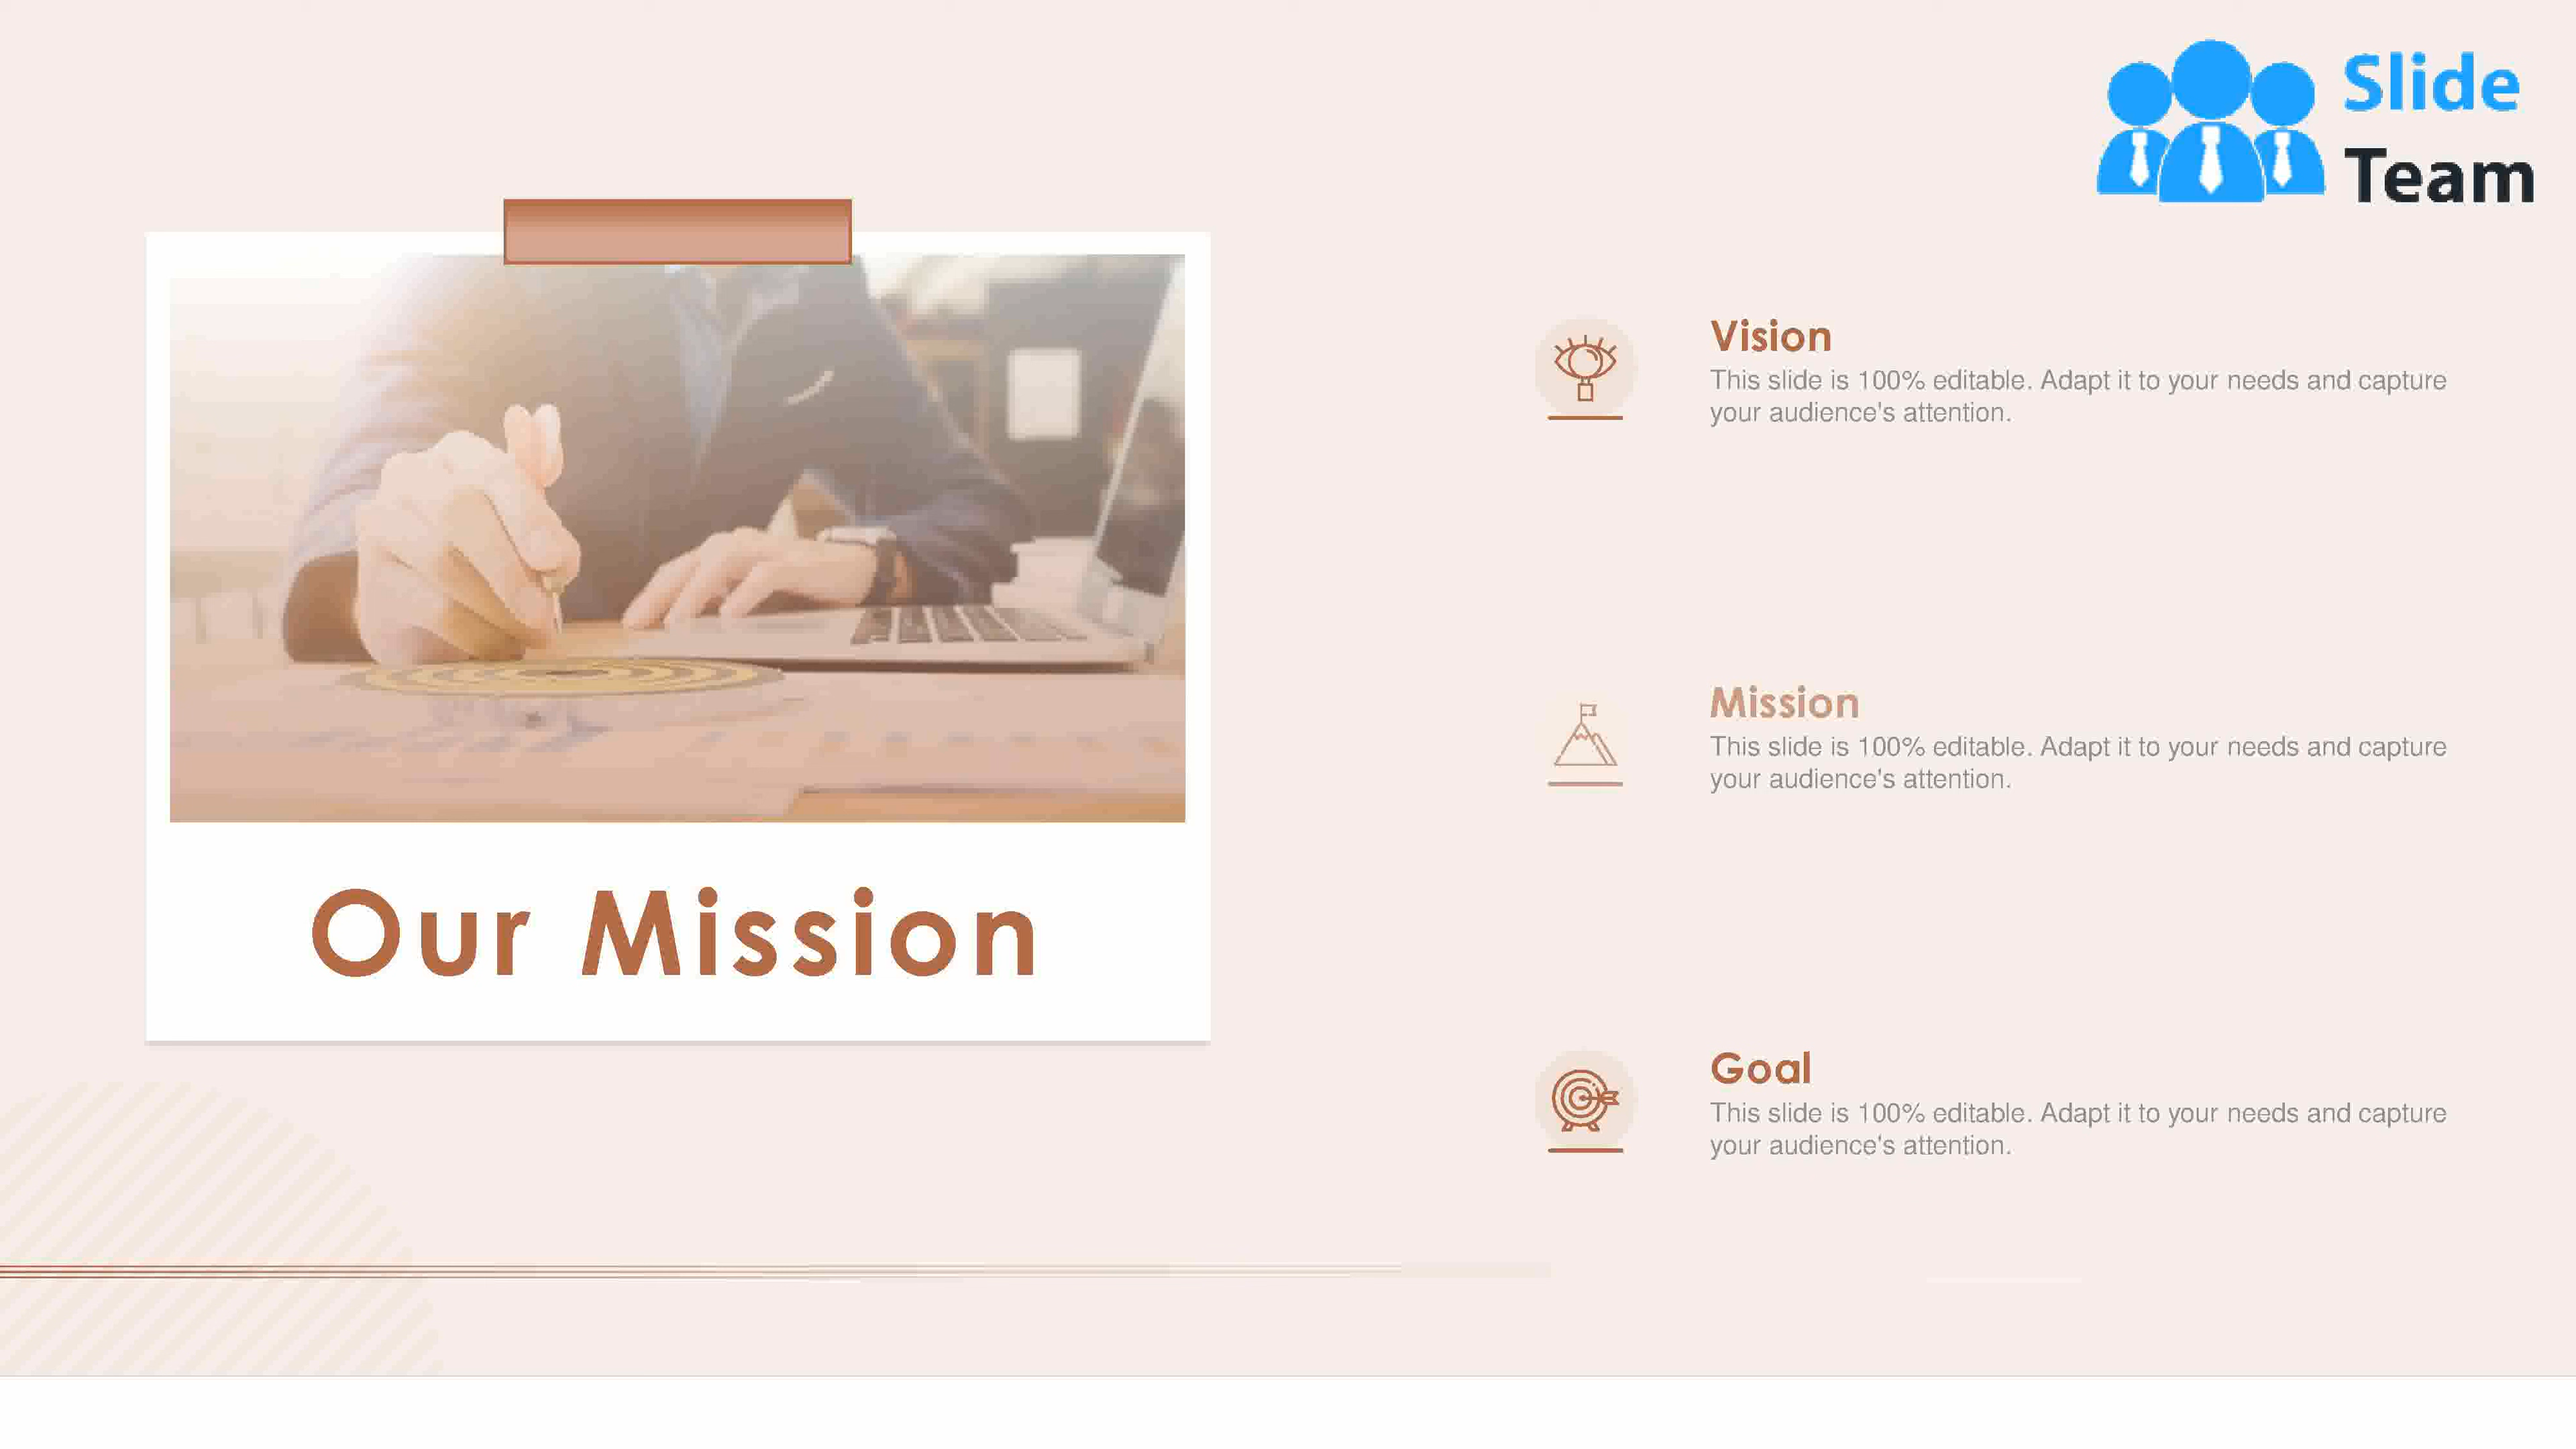 Slide
Team
Our Mission
Vision
This slide is 100% editable. Adapt it to your needs and capture
your audience's attention.
Mission
This slide is 100% editable. Adapt it to your needs and capture
your audience's attention.
Goal
This slide is 100% editable. Adapt it to your needs and capture
your audience's attention.